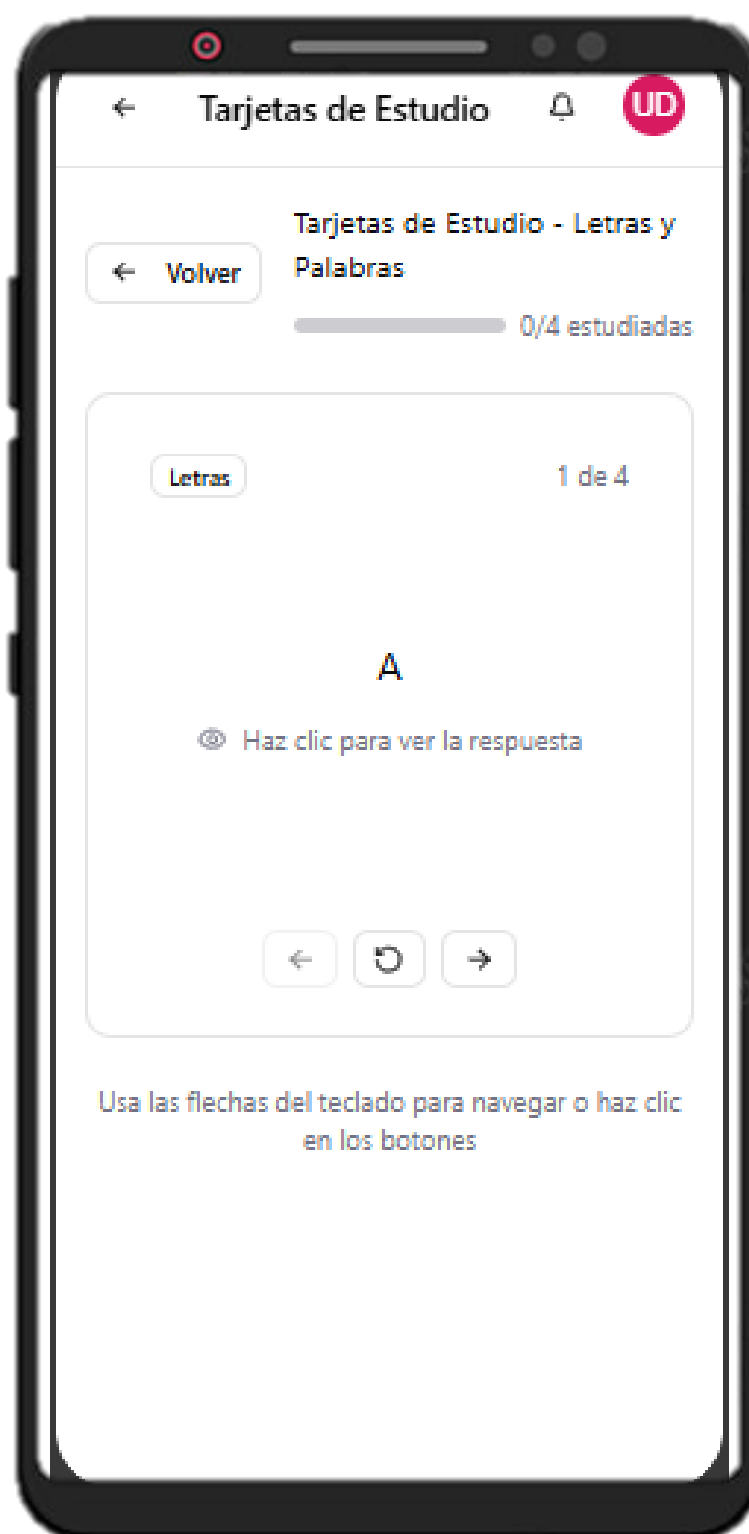 Tarjetas de Estudio
UD
Tarjetas de Estudio - Letras y
Palabras
Volver
0/4 estudiadas
Letras
1 de 4
A
Haz clic para ver la respuesta
Usa las flechas del teclado para navegar o haz clic
en los botones